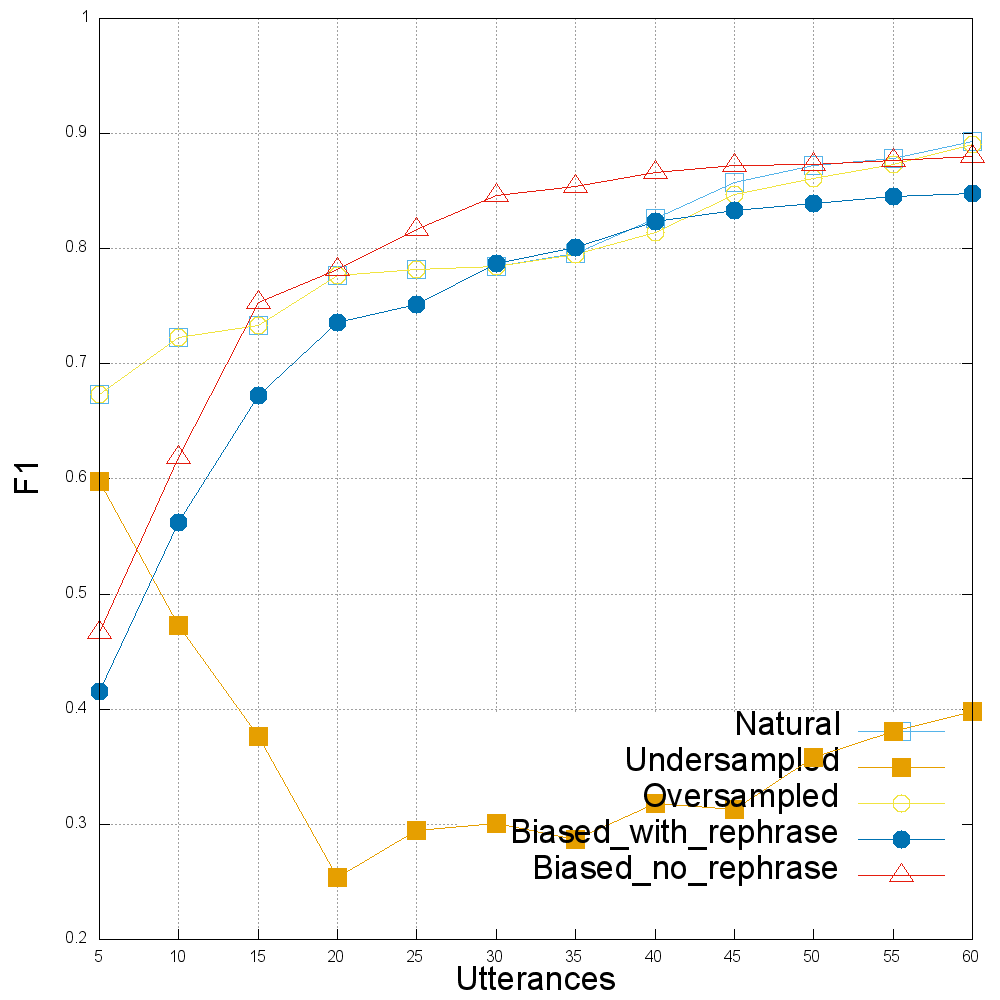 1
0.9
0.8
0.7
0.6
0.5
0.4
0.3
0.2
F1
Natural
Undersampled
Oversampled
Biased_with_rephrase
Biased_no_rephrase
5 10 15 20 25 30 35 40 45 50 55 60
Utterances